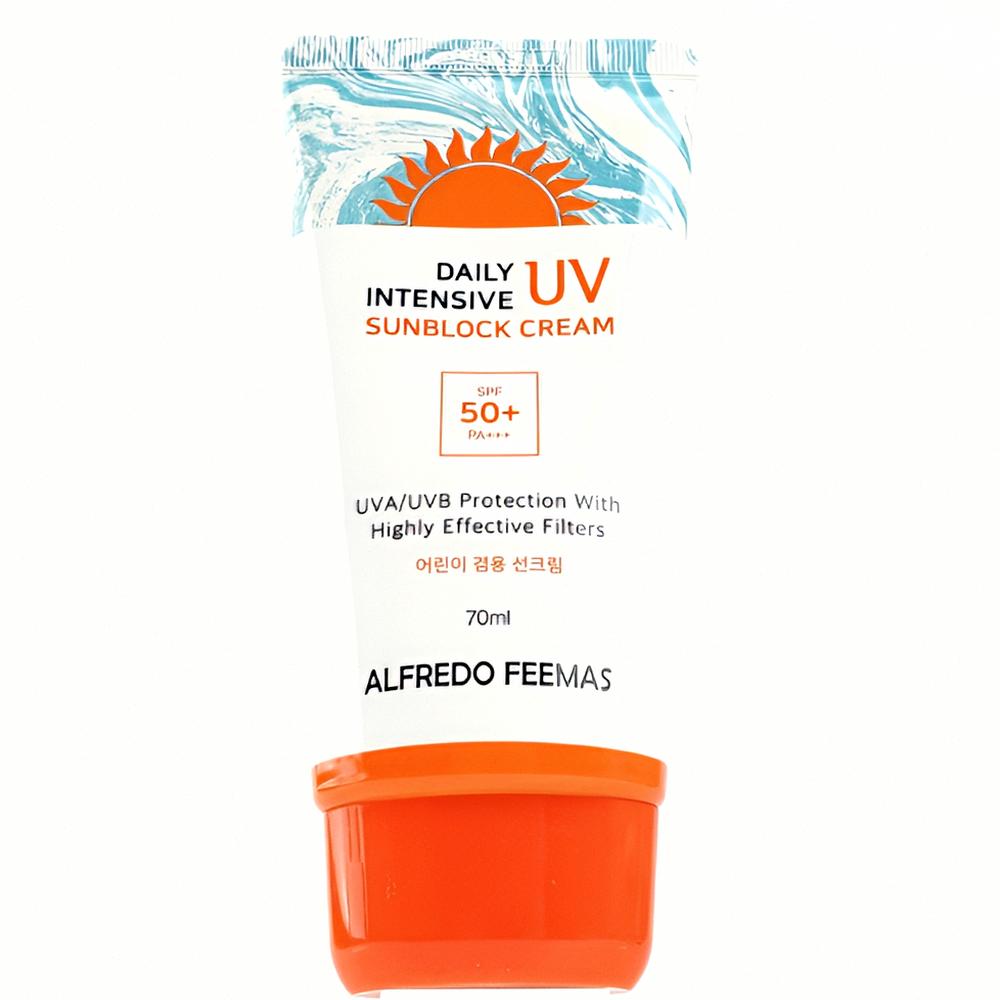 DAILY UV
INTENSIVE
SUNBLOCK CREAM
SPF
50+
PA+++
UVA/UVB Protection With
Highly Effective Filters
어린이 겸용 선크림
70ml
ALFREDO FEEMAS